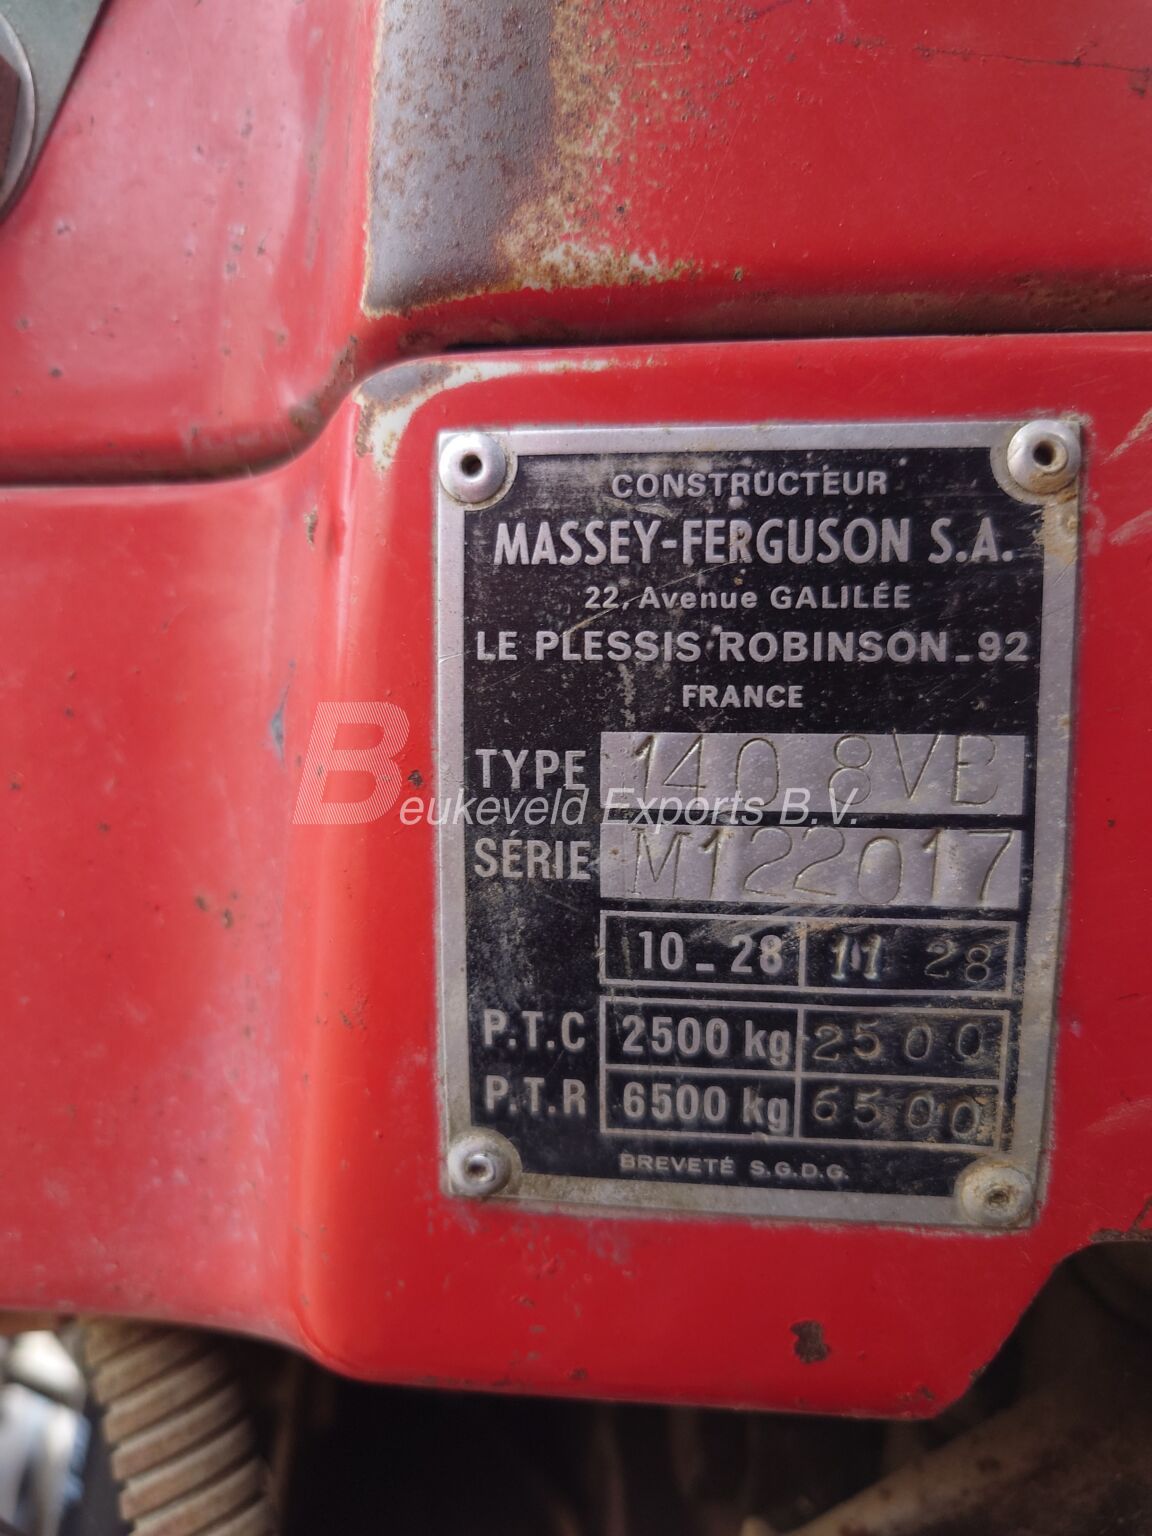 CONSTRUCTEUR
MASSEY-FERGUSON S.A.
22, Avenue GALILÉE
LE PLESSIS ROBINSON_92
FRANCE
TYPE 140 8VB
Beukeveld Exports B.V.
SÉRIE M122017
10_28 11 28
P.T.C 2500 kg 2500
P.T.R 6500 kg 6500
BREVETÉ S.G.D.G.